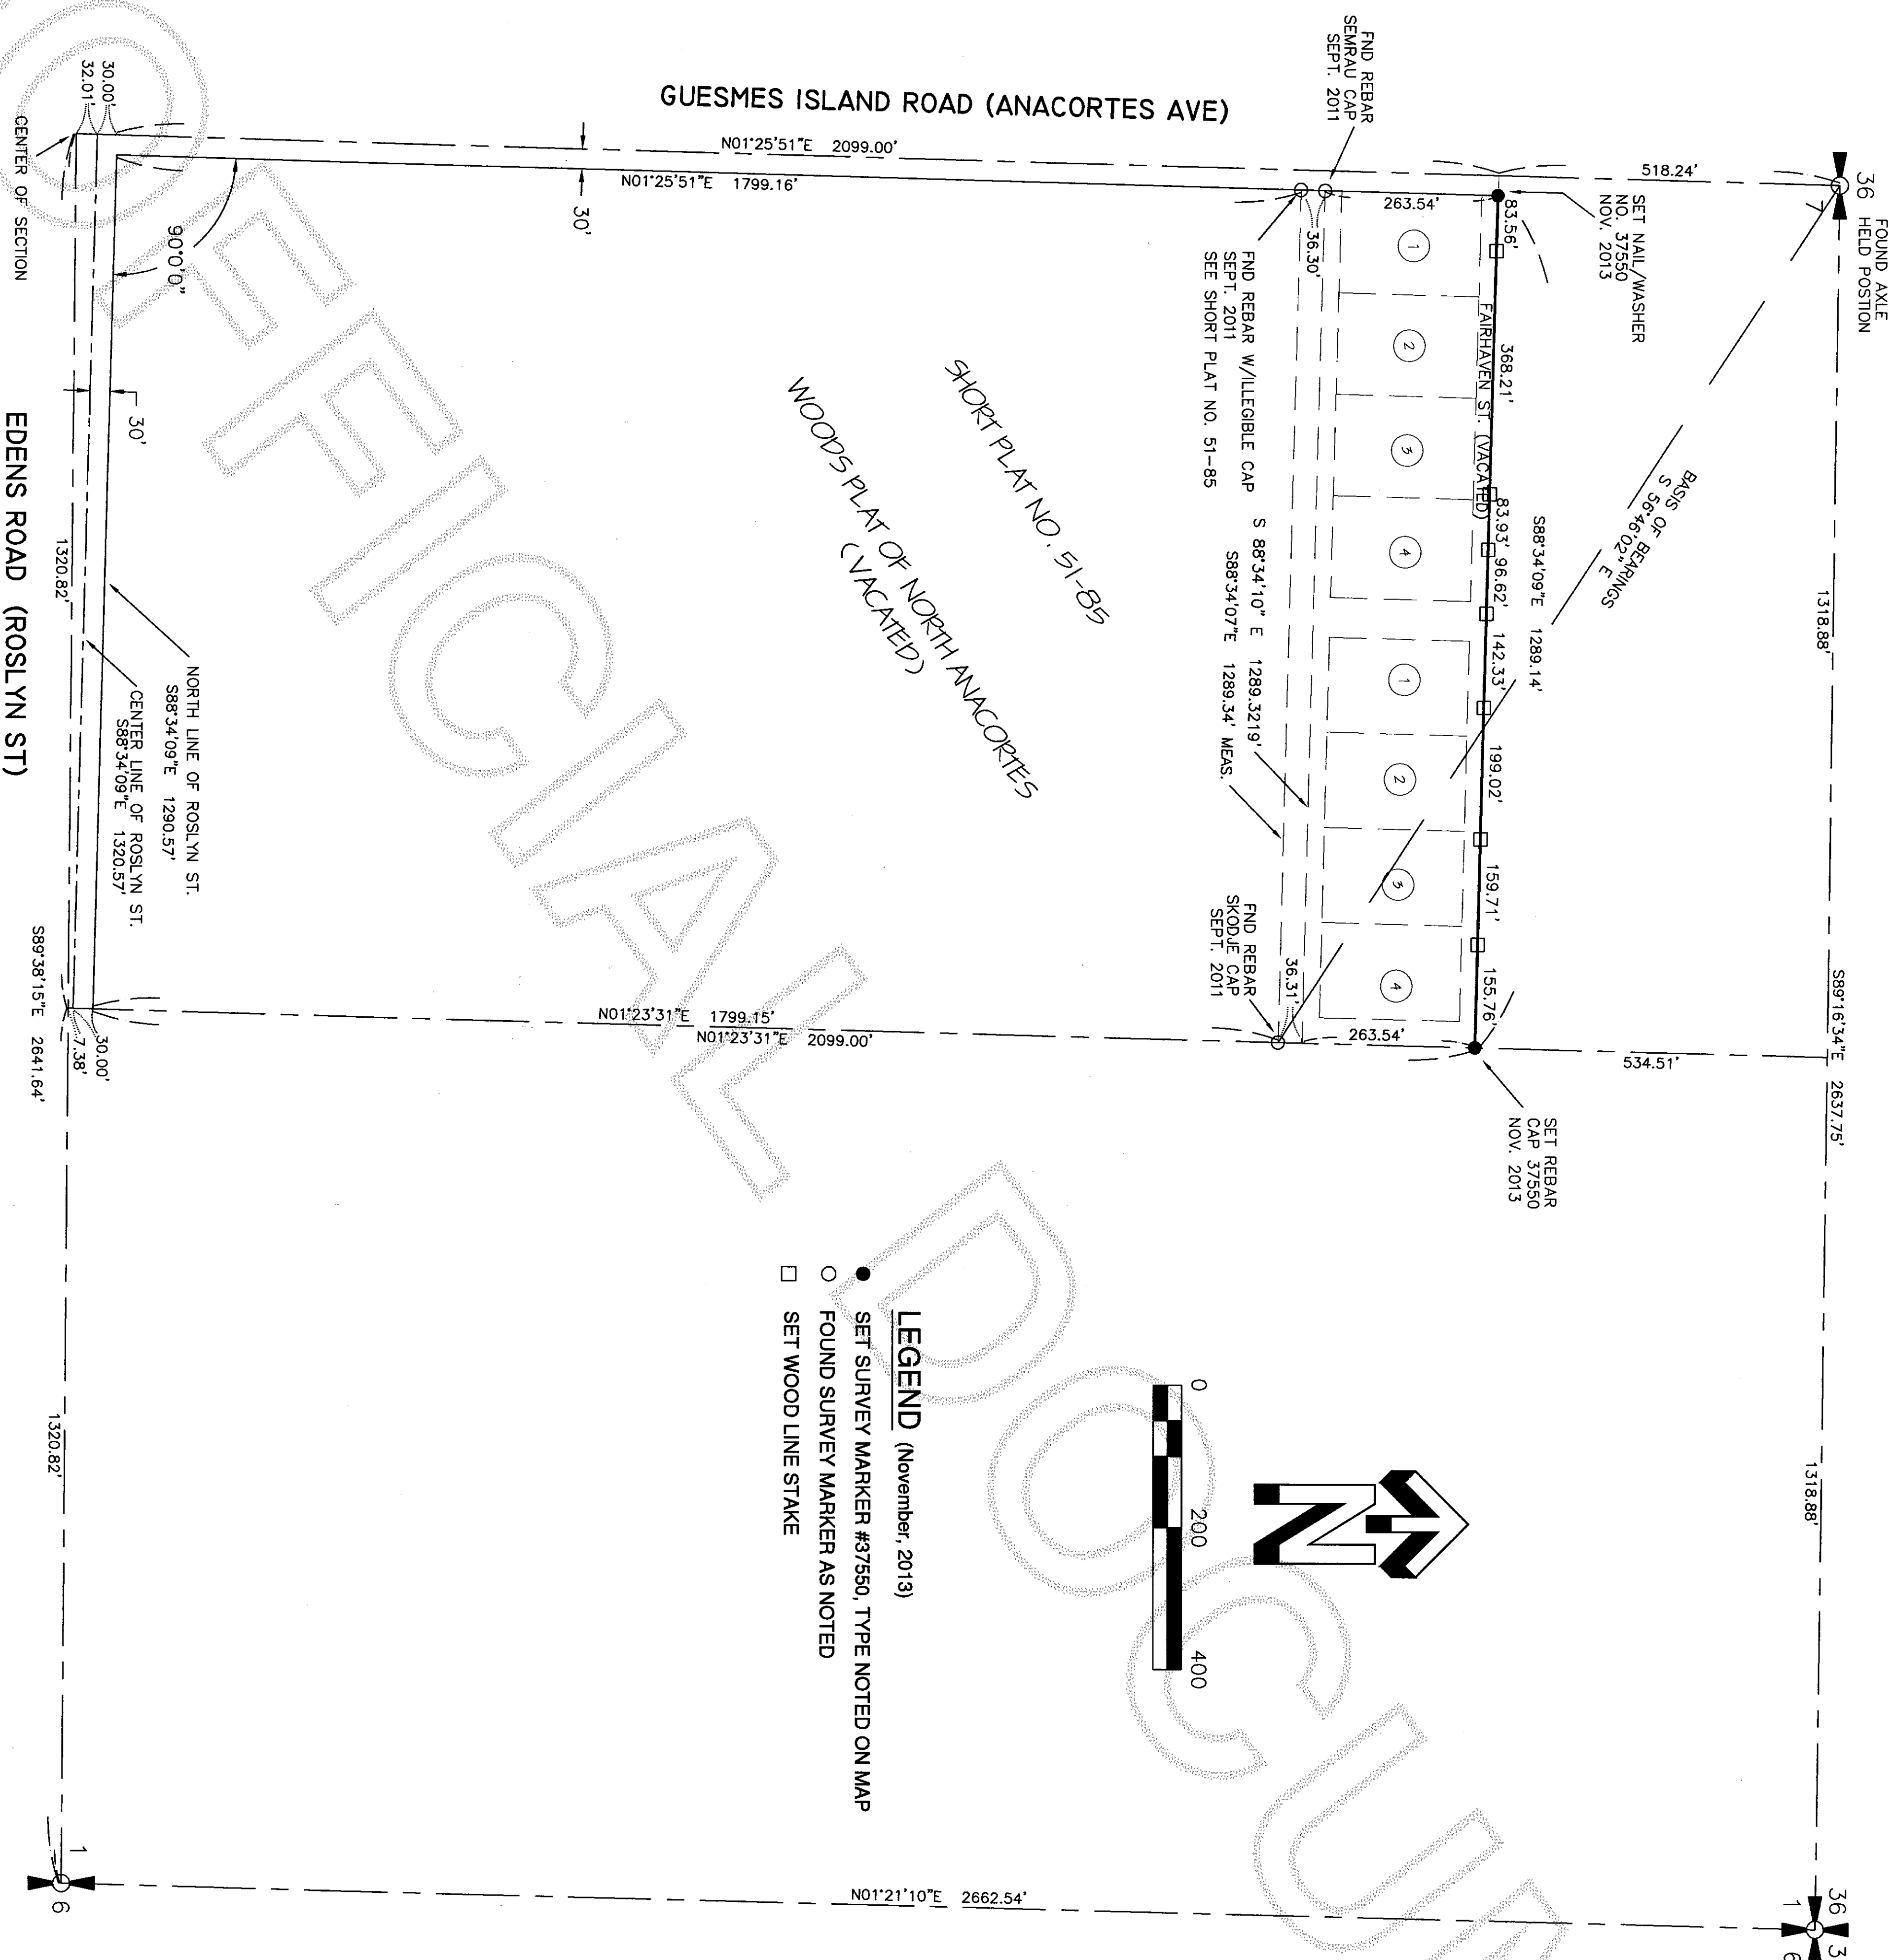 36
FOUND AXLE
HELD POSITION
1318.88'
S89°16'34"E 2637.75'
1318.88'
36
1
6
518.24'
BASIS OF BEARINGS
S 56°46'02" E
SET NAIL/WASHER
NO. 37550
NOV. 2013
FND REBAR
SEMRAU CAP
SEPT. 2011
534.51'
S88°34'09"E 1289.14'
SET REBAR
CAP 37550
NOV. 2013
83.56'
368.21'
83.93'
96.62'
142.33'
199.02'
159.71'
155.76'
FAIRHAVEN ST. (VACATED)
263.54'
1
2
3
4
1
2
3
4
263.54'
36.30'
36.31'
FND REBAR W/ILLEGIBLE CAP
SEPT. 2011
SEE SHORT PLAT NO. 51-85
S 88°34'10" E 1289.3219'
S88°34'07"E 1289.34' MEAS.
FND REBAR
SKODJE CAP
SEPT. 2011
SHORT PLAT NO. 51-85
WOODS PLAT OF NORTH ANACORTES
(VACATED)
GUESMES ISLAND ROAD (ANACORTES AVE)
N01°25'51"E 2099.00'
N01°25'51"E 1799.16'
30'
N01°23'31"E 1799.15'
N01°23'31"E 2099.00'
N01°21'10"E 2662.54'
N
0
200
400
LEGEND (November, 2013)
SET SURVEY MARKER #37550, TYPE NOTED ON MAP
FOUND SURVEY MARKER AS NOTED
SET WOOD LINE STAKE
90°0'0"
30'
NORTH LINE OF ROSLYN ST.
S88°34'09"E 1290.57'
CENTER LINE OF ROSLYN ST.
S88°34'09"E 1320.57'
30.00'
32.01'
30.00'
7.38'
CENTER OF SECTION
1320.82'
S89°38'15"E 2641.64'
1320.82'
1
6
EDENS ROAD (ROSLYN ST)